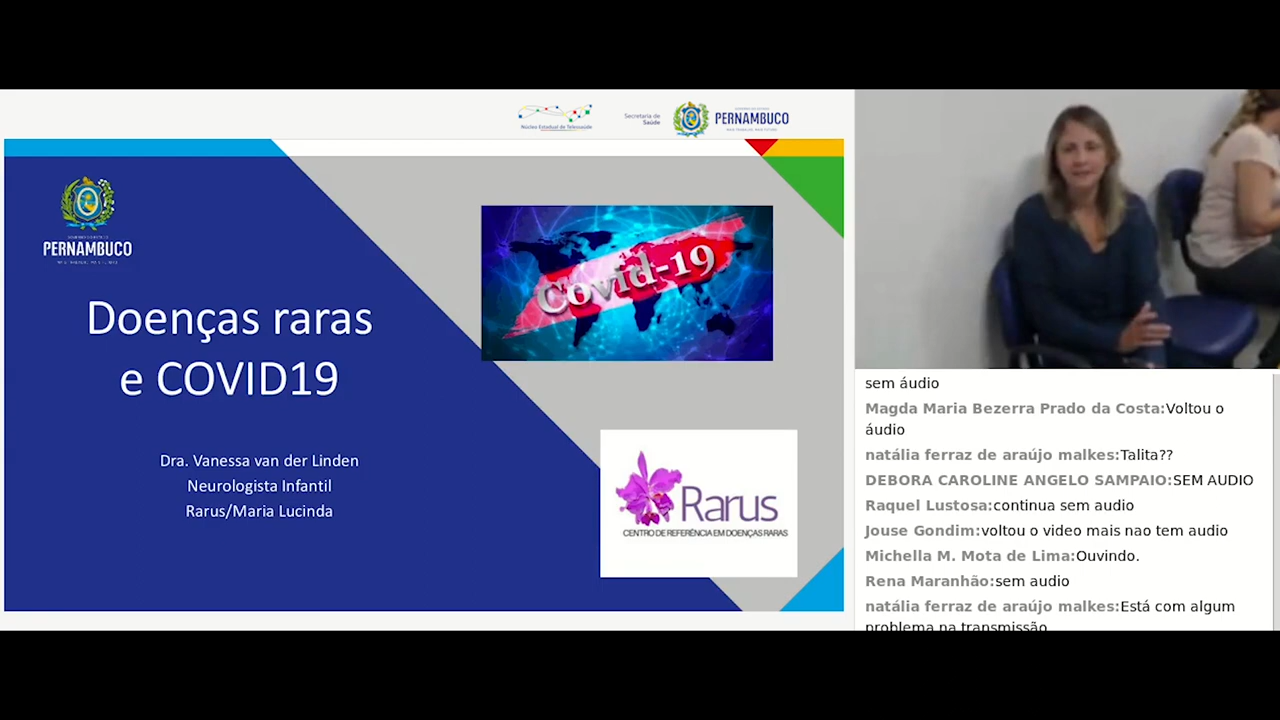 Núcleo Estadual de Telessaúde
Secretaria de
Saúde
PERNAMBUCO
PERNAMBUCO
Covid-19
Doenças raras
e COVID19
Dra. Vanessa van der Linden
Neurologista Infantil
Rarus/Maria Lucinda
Rarus
CENTRO DE REFERÊNCIA EM DOENÇAS RARAS
sem áudio
Magda Maria Bezerra Prado da Costa:Voltou o
áudio
natália ferraz de araújo malkes:Talita??
DEBORA CAROLINE ANGELO SAMPAIO:SEM AUDIO
Raquel Lustosa:continua sem audio
Jouse Gondim:voltou o video mais nao tem audio
Michella M. Mota de Lima:Ouvindo.
Rena Maranhão:sem audio
natália ferraz de araújo malkes:Está com algum
problema na transmissão